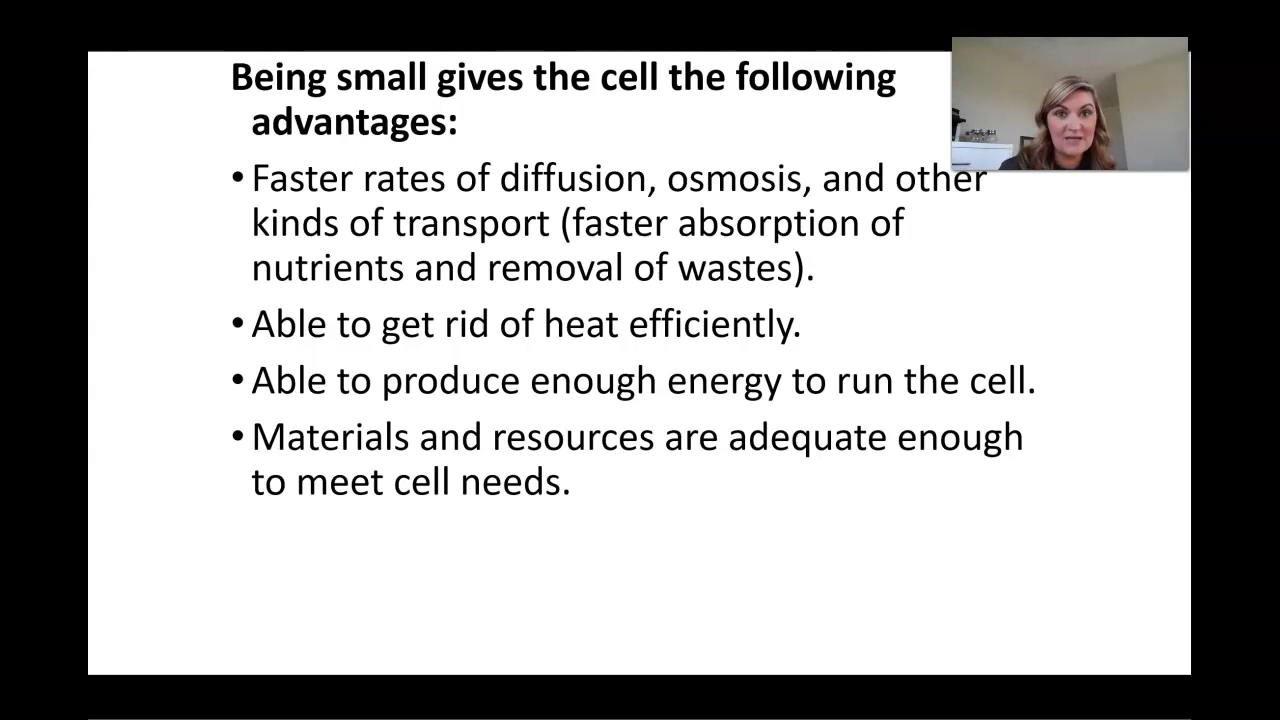 Being small gives the cell the following
advantages:
• Faster rates of diffusion, osmosis, and other
kinds of transport (faster absorption of
nutrients and removal of wastes).
• Able to get rid of heat efficiently.
• Able to produce enough energy to run the cell.
• Materials and resources are adequate enough
to meet cell needs.